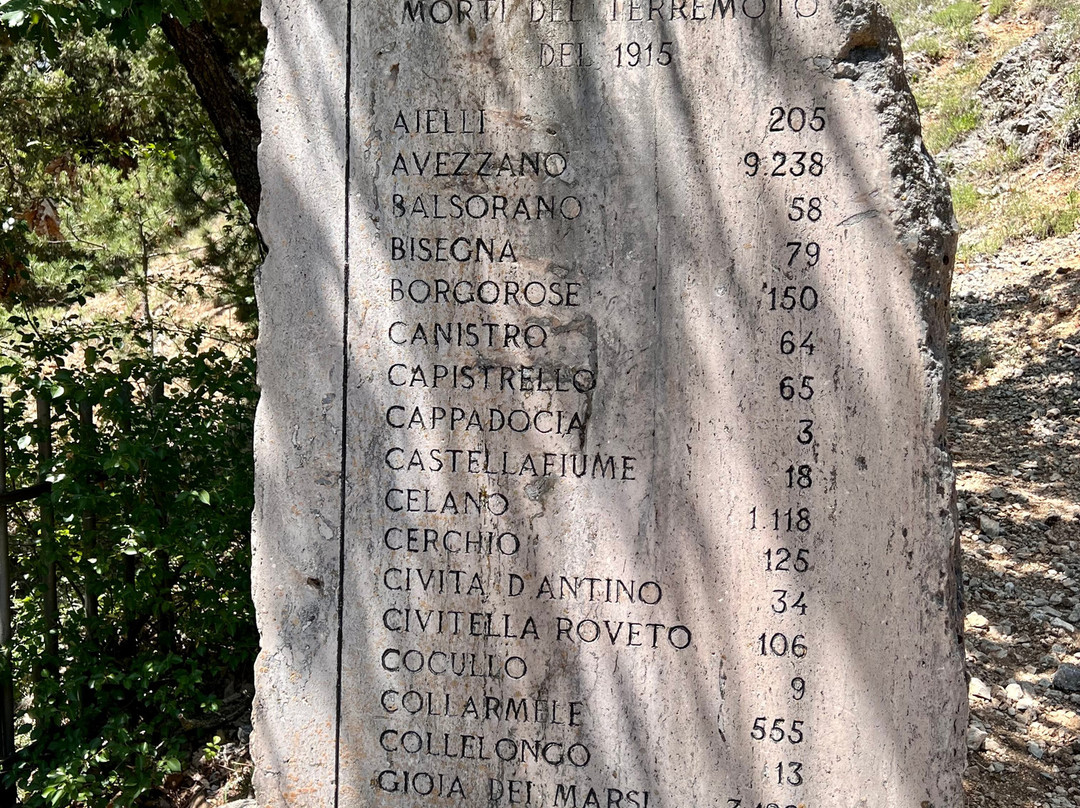 MORTI DEL TERREMOTO
DEL 1915
AIELLI 205
AVEZZANO 9.238
BALSORANO 58
BISEGNA 79
BORGOROSE 150
CANISTRO 64
CAPISTRELLO 65
CAPPADOCIA 3
CASTELLAFIUME 18
CELANO 1.118
CERCHIO 125
CIVITA D'ANTINO 34
CIVITELLA ROVETO 106
COCULLO 9
COLLARMELE 555
COLLELONGO 13
GIOIA DEI MARSI